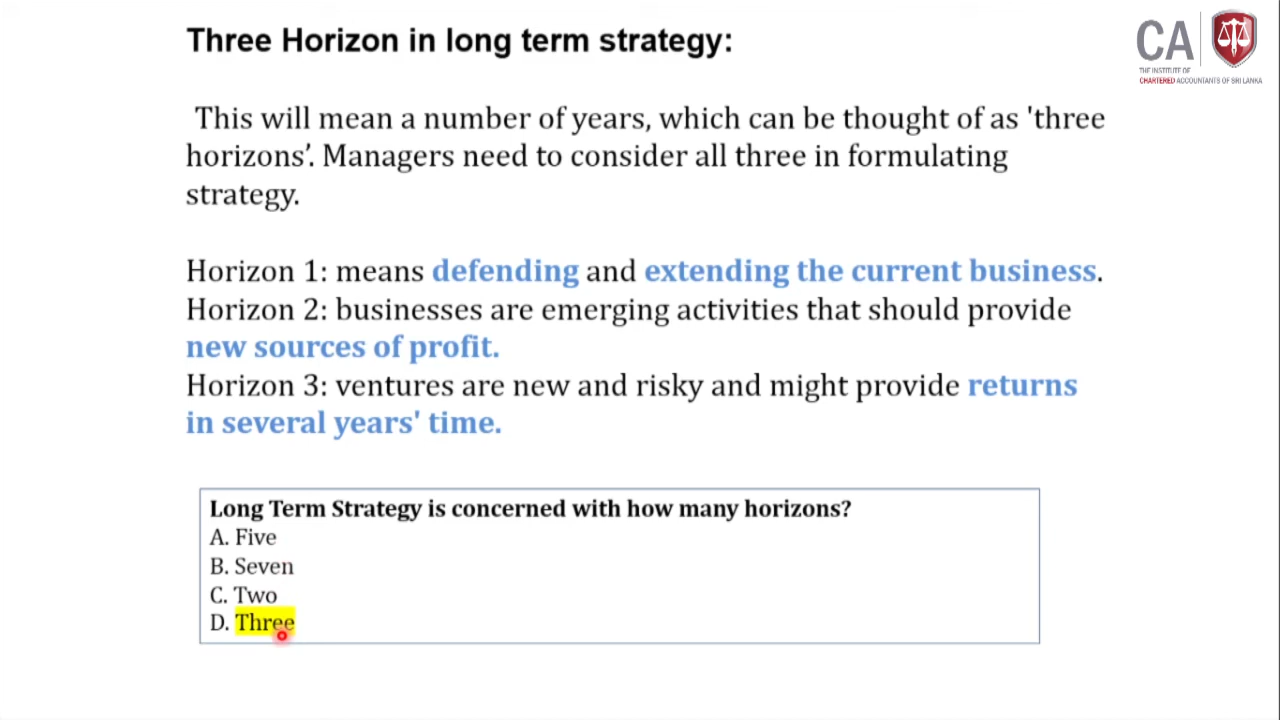 Three Horizon in long term strategy:
CA
THE INSTITUTE OF
CHARTERED ACCOUNTANTS OF SRI LANKA
This will mean a number of years, which can be thought of as 'three
horizons’. Managers need to consider all three in formulating
strategy.
Horizon 1: means defending and extending the current business.
Horizon 2: businesses are emerging activities that should provide
new sources of profit.
Horizon 3: ventures are new and risky and might provide returns
in several years' time.
Long Term Strategy is concerned with how many horizons?
A. Five
B. Seven
C. Two
D. Three